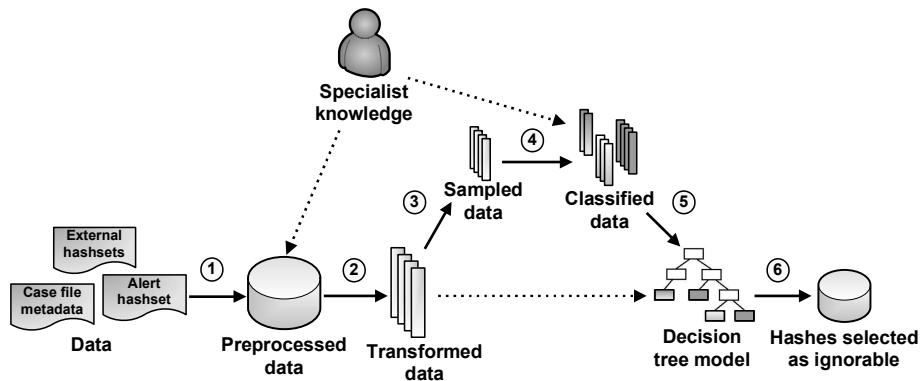 Specialist
knowledge
4
Sampled
data
Classified
data
3
5
External
hashsets
Case file
metadata
Alert
hashset
Data
1
Preprocessed
data
2
Transformed
data
Decision
tree model
6
Hashes selected
as ignorable